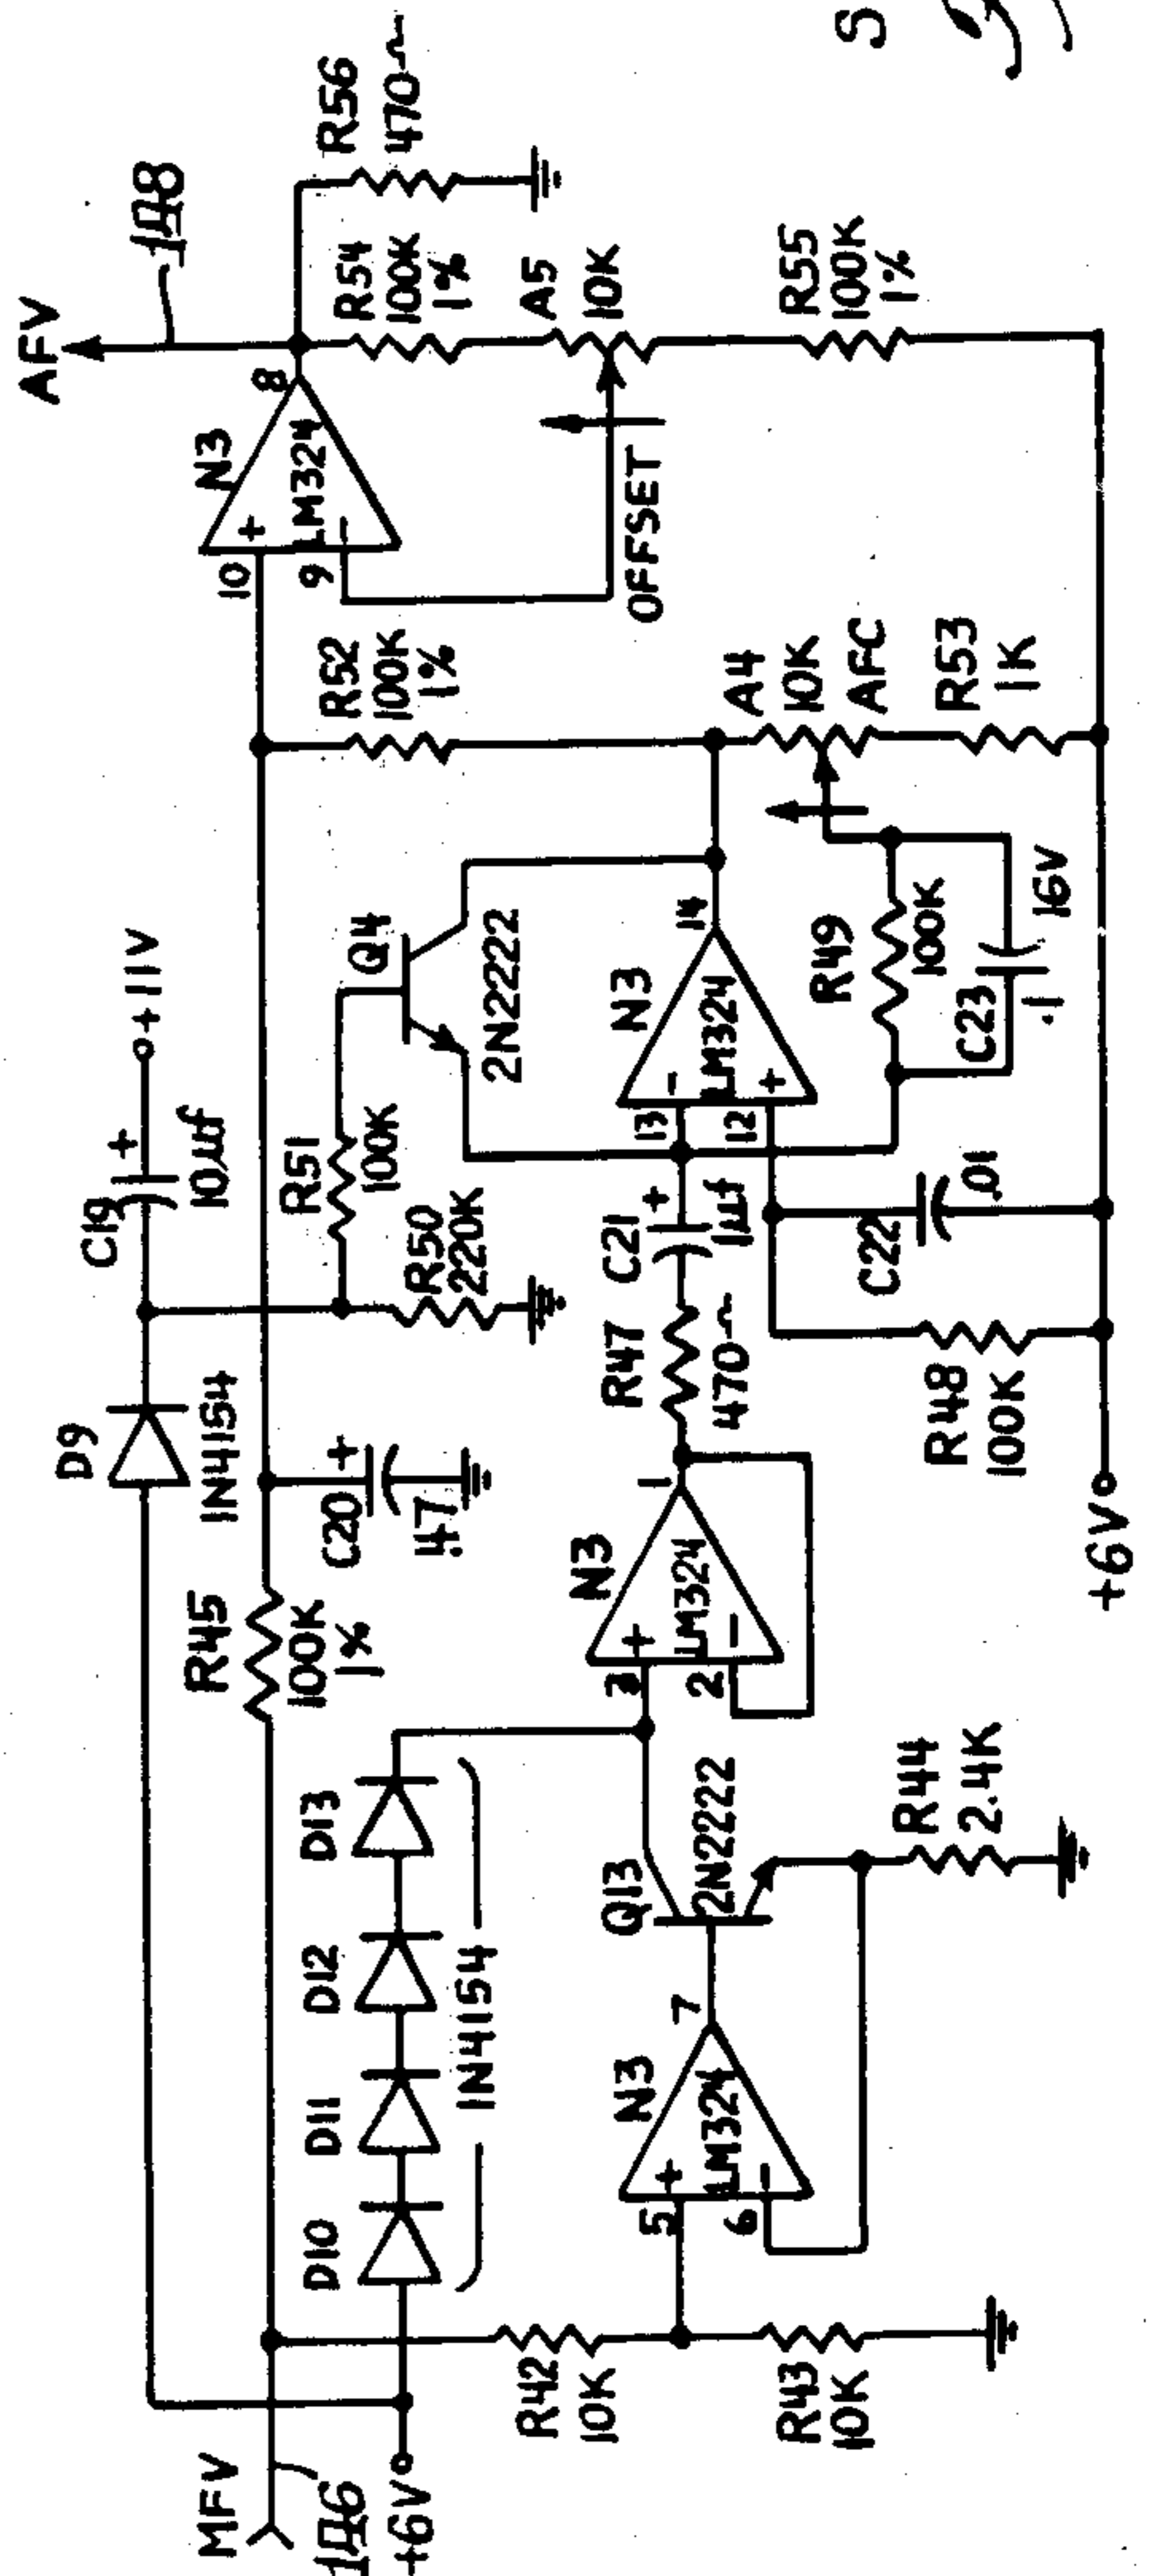 MFV
1Д6
+6V
D10
D11
D12
D13
1N4154
R42
10K
R43
10K
5
6
+
-
LM324
N3
7
Q13
2N2222
R44
2.4K
R45
100K
1%
D9
1N4154
C20
+
.47
3
2
+
-
LM324
N3
1
R47
470
C21
+
1µf
C19
+
10µf
+11V
R50
220K
R51
100K
Q4
2N2222
13
12
-
+
LM324
N3
14
R48
100K
C22
.01
+6V
R49
100K
C23
.1
16V
R52
100K
1%
A4
10K
AFC
R53
1K
10
9
+
-
LM324
N3
8
OFFSET
AFV
1Д8
R54
100K
1%
A5
10K
R55
100K
1%
R56
470
S